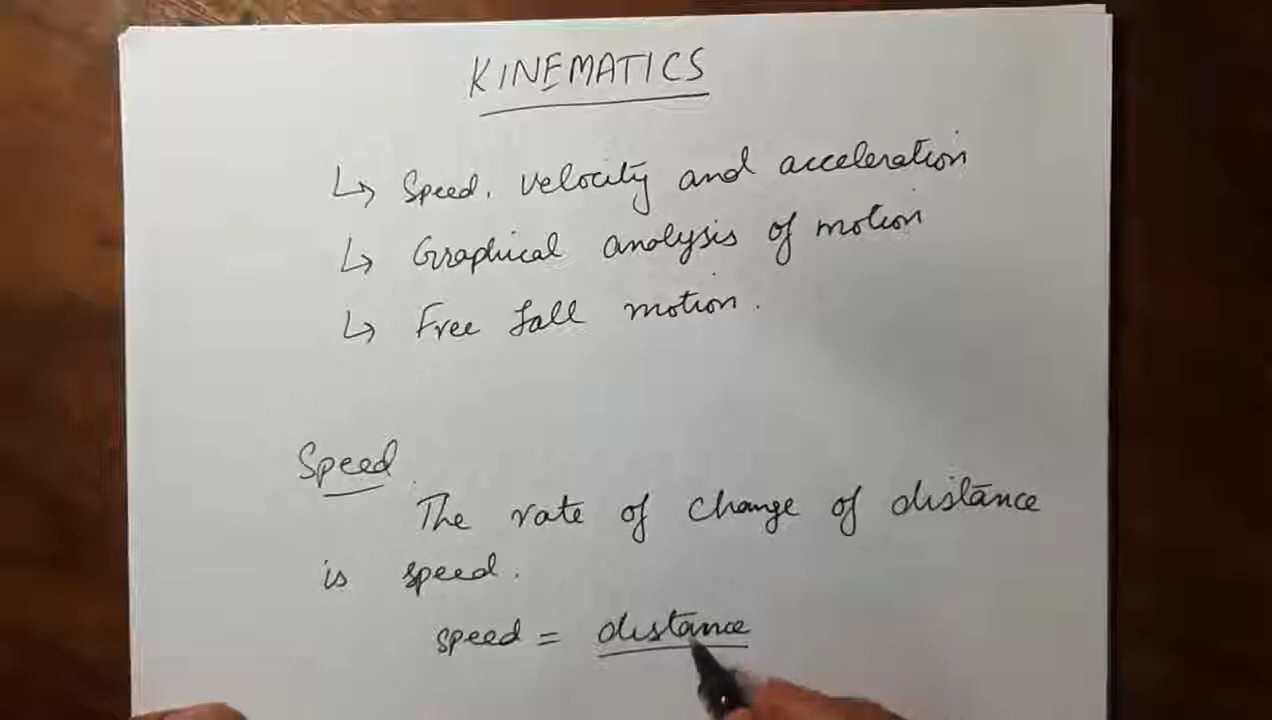 KINEMATICS
↳ Speed, velocity and acceleration
↳ Graphical analysis of motion
↳ Free fall motion.
Speed
The rate of change of distance
is speed.
speed = distance